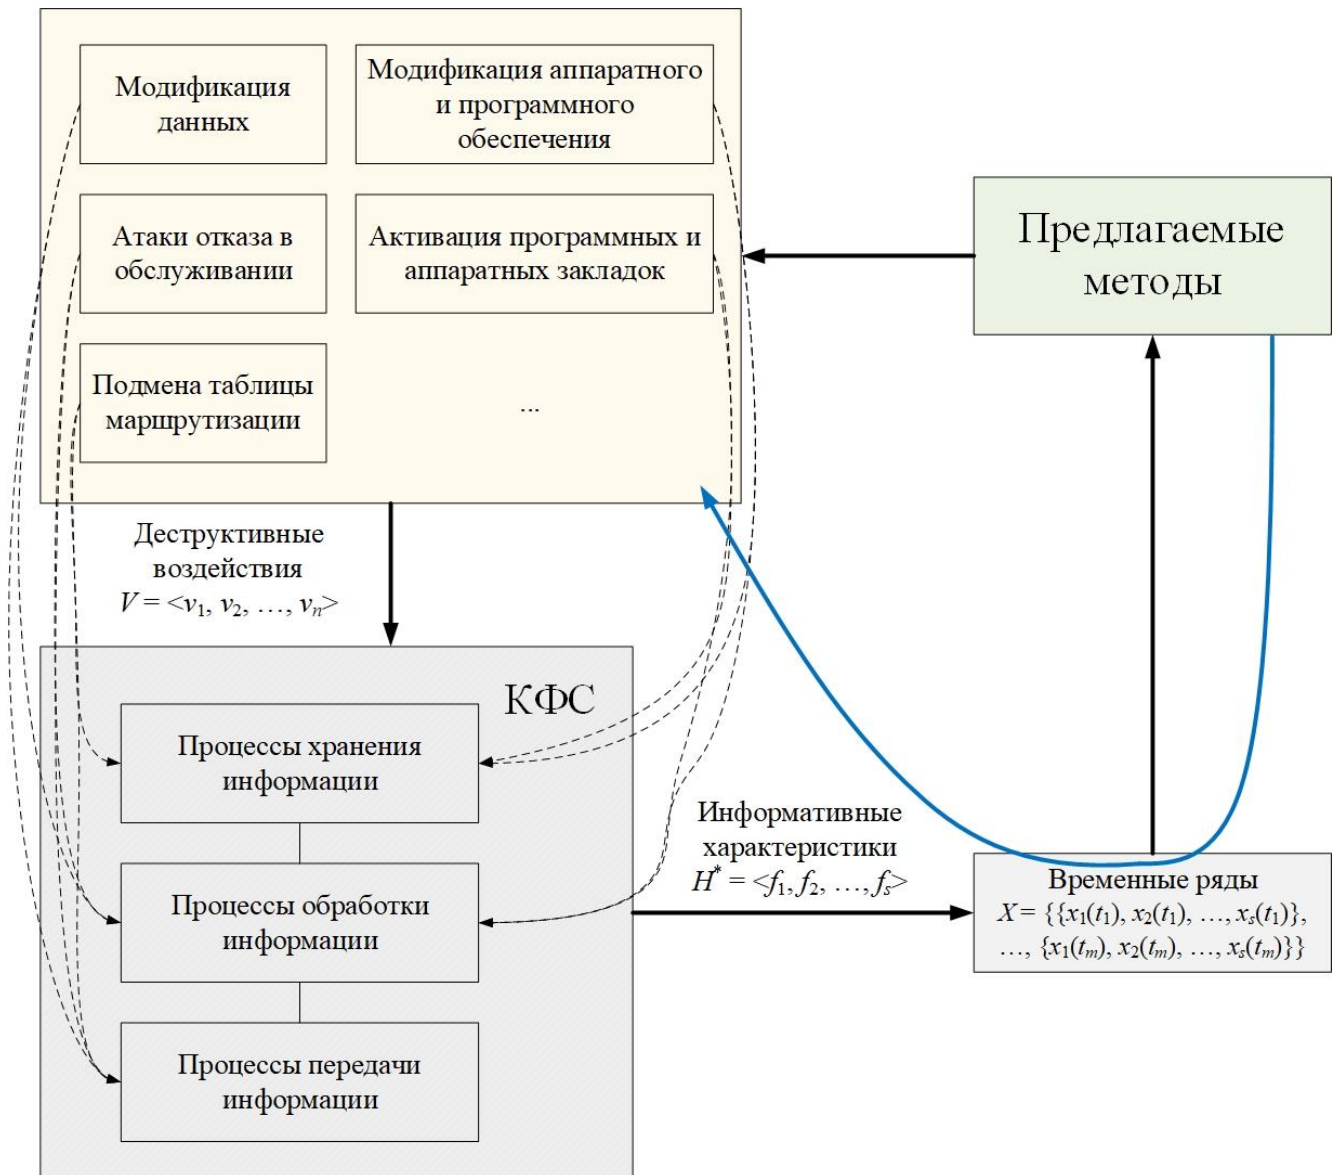 Модификация
данных
Модификация аппаратного
и программного
обеспечения
Атаки отказа в
обслуживании
Активация программных и
аппаратных закладок
Подмена таблицы
маршрутизации
...
Предлагаемые
методы
Деструктивные
воздействия
V = <v₁, v₂, …, vₙ>
КФС
Процессы хранения
информации
Процессы обработки
информации
Процессы передачи
информации
Информативные
характеристики
H* = <f₁, f₂, …, fₛ>
Временные ряды
X = {{x₁(t₁), x₂(t₁), …, xₛ(t₁)},
…, {x₁(tₘ), x₂(tₘ), …, xₛ(tₘ)}}